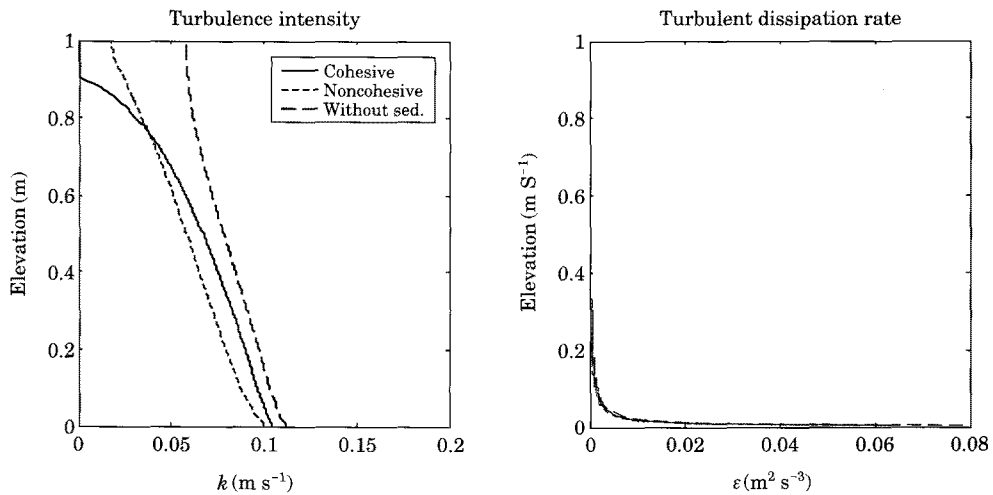 Turbulence intensity
1
0.8
0.6
0.4
0.2
0
Elevation (m)
Cohesive
Noncohesive
Without sed.
0
0.05
0.1
0.15
0.2
k (m s⁻¹)
Turbulent dissipation rate
1
0.8
0.6
0.4
0.2
0
Elevation (m S⁻¹)
0
0.02
0.04
0.06
0.08
ε (m² s⁻³)